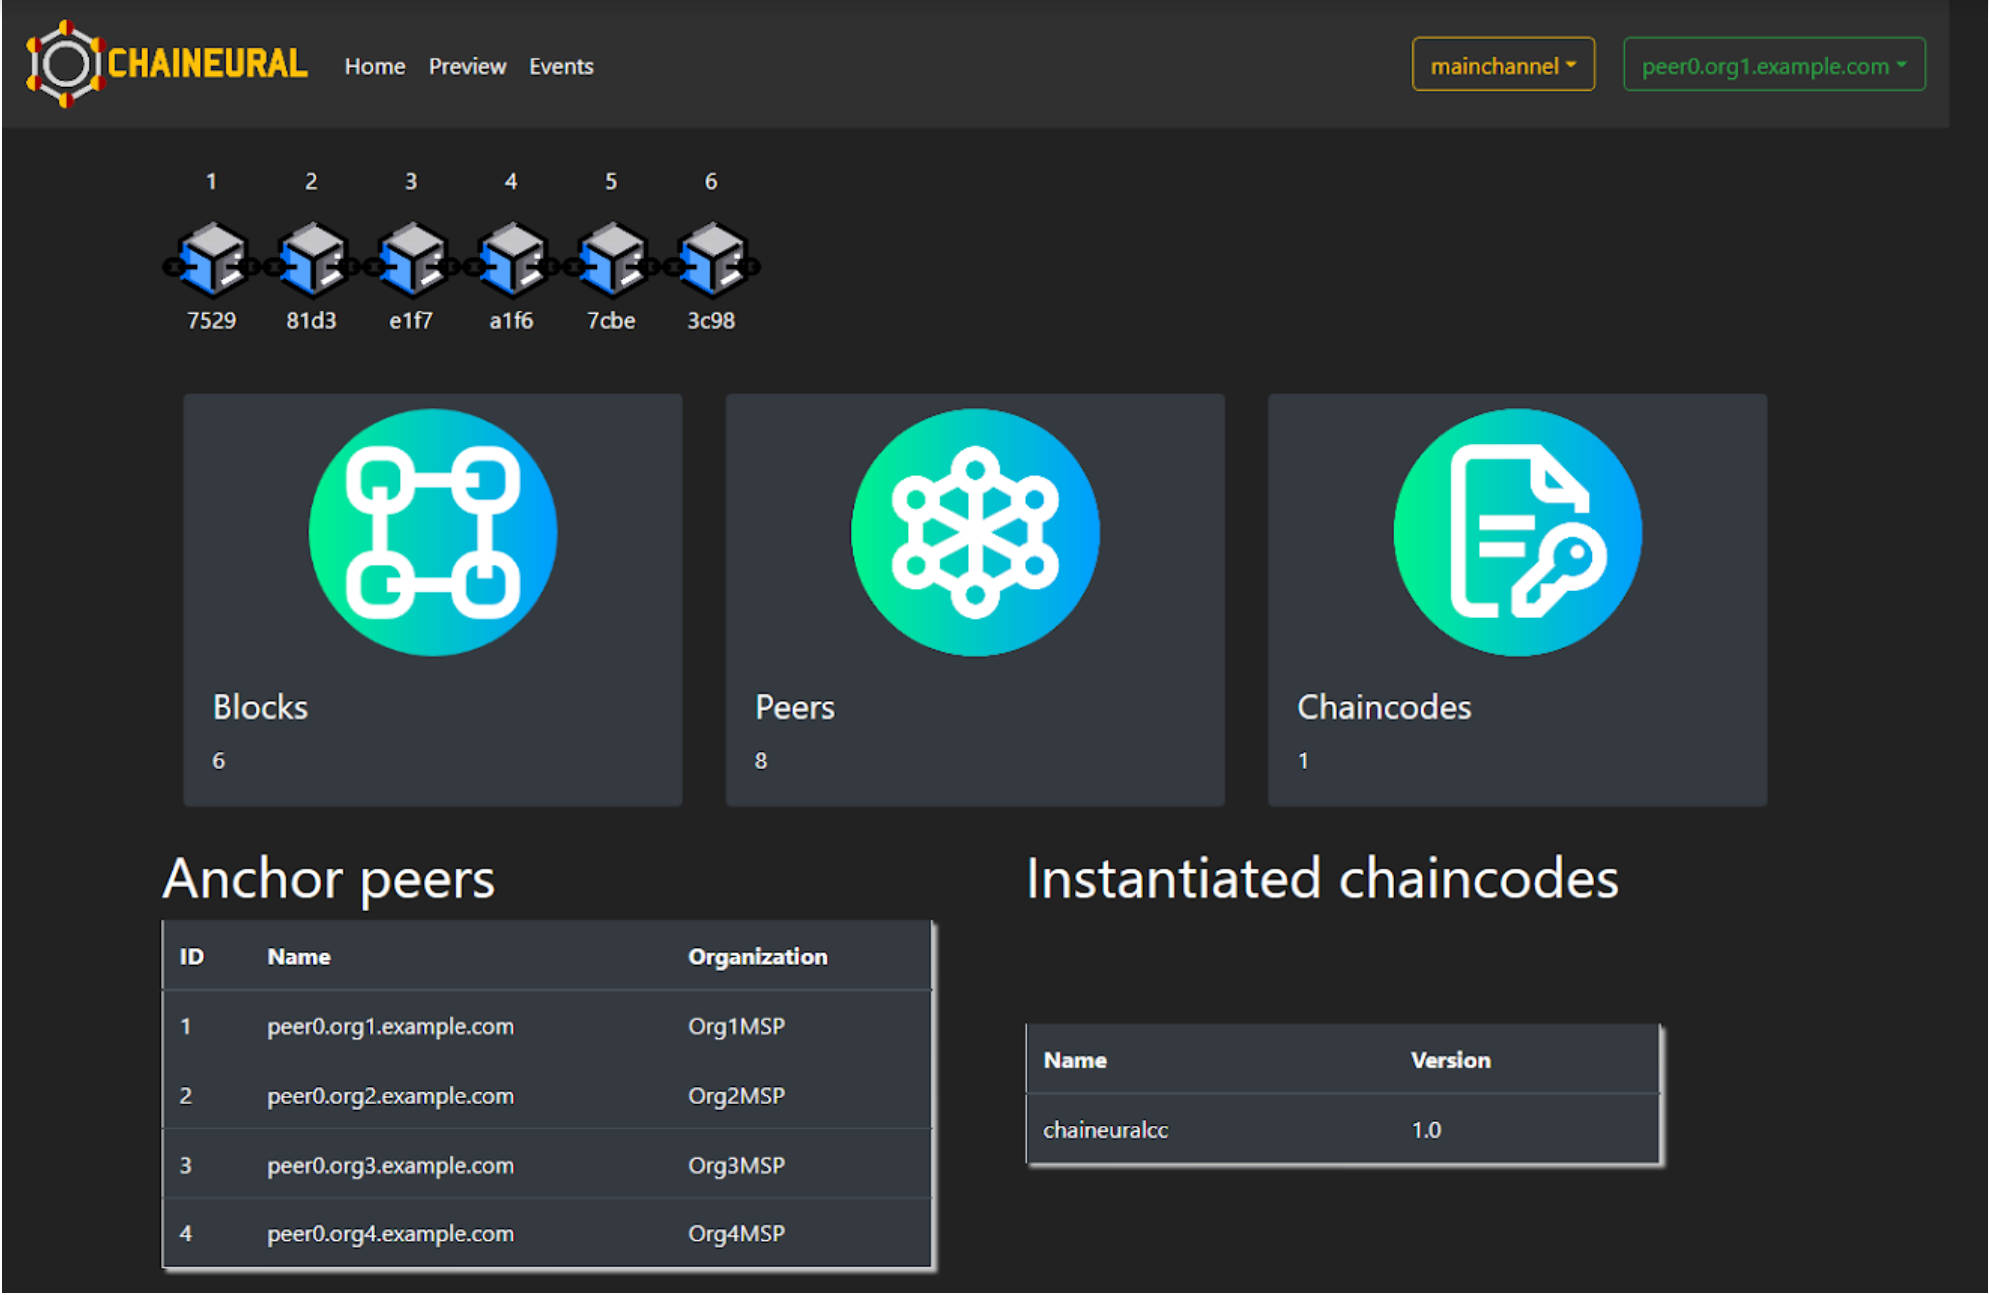 CHAINEURAL Home Preview Events mainchannel peer0.org1.example.com
1 2 3 4 5 6
7529 81d3 e1f7 a1f6 7cbe 3c98
Blocks Peers Chaincodes
6 8 1
Anchor peers
ID Name Organization
1 peer0.org1.example.com Org1MSP
2 peer0.org2.example.com Org2MSP
3 peer0.org3.example.com Org3MSP
4 peer0.org4.example.com Org4MSP
Instantiated chaincodes
Name Version
chaineuralcc 1.0